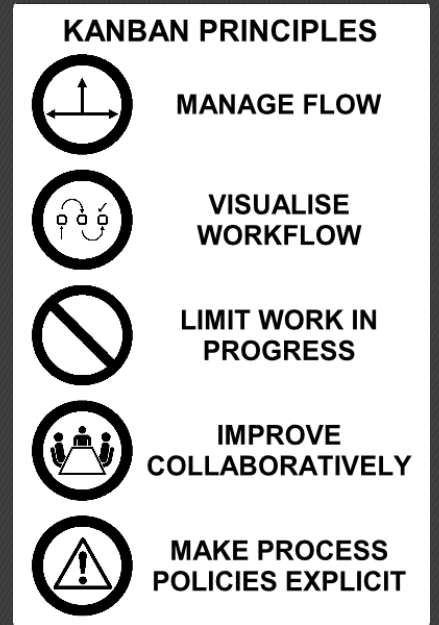 KANBAN PRINCIPLES
MANAGE FLOW
VISUALISE
WORKFLOW
LIMIT WORK IN
PROGRESS
IMPROVE
COLLABORATIVELY
MAKE PROCESS
POLICIES EXPLICIT